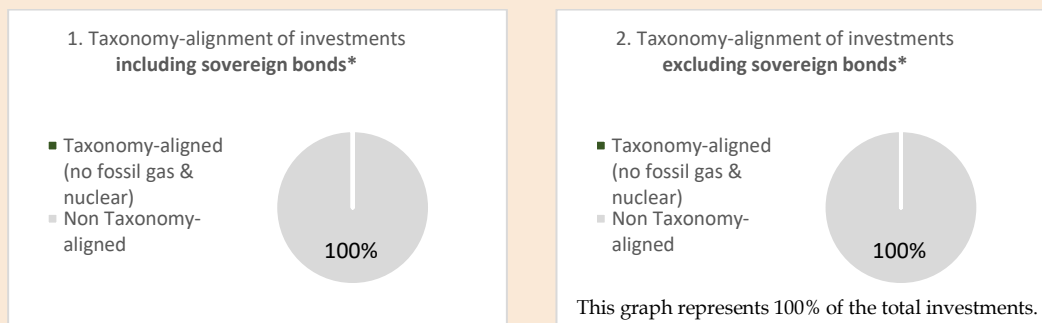 1. Taxonomy-alignment of investments
including sovereign bonds*
Taxonomy-aligned
(no fossil gas &
nuclear)
Non Taxonomy-
aligned
100%
2. Taxonomy-alignment of investments
excluding sovereign bonds*
Taxonomy-aligned
(no fossil gas &
nuclear)
Non Taxonomy-
aligned
100%
This graph represents 100% of the total investments.